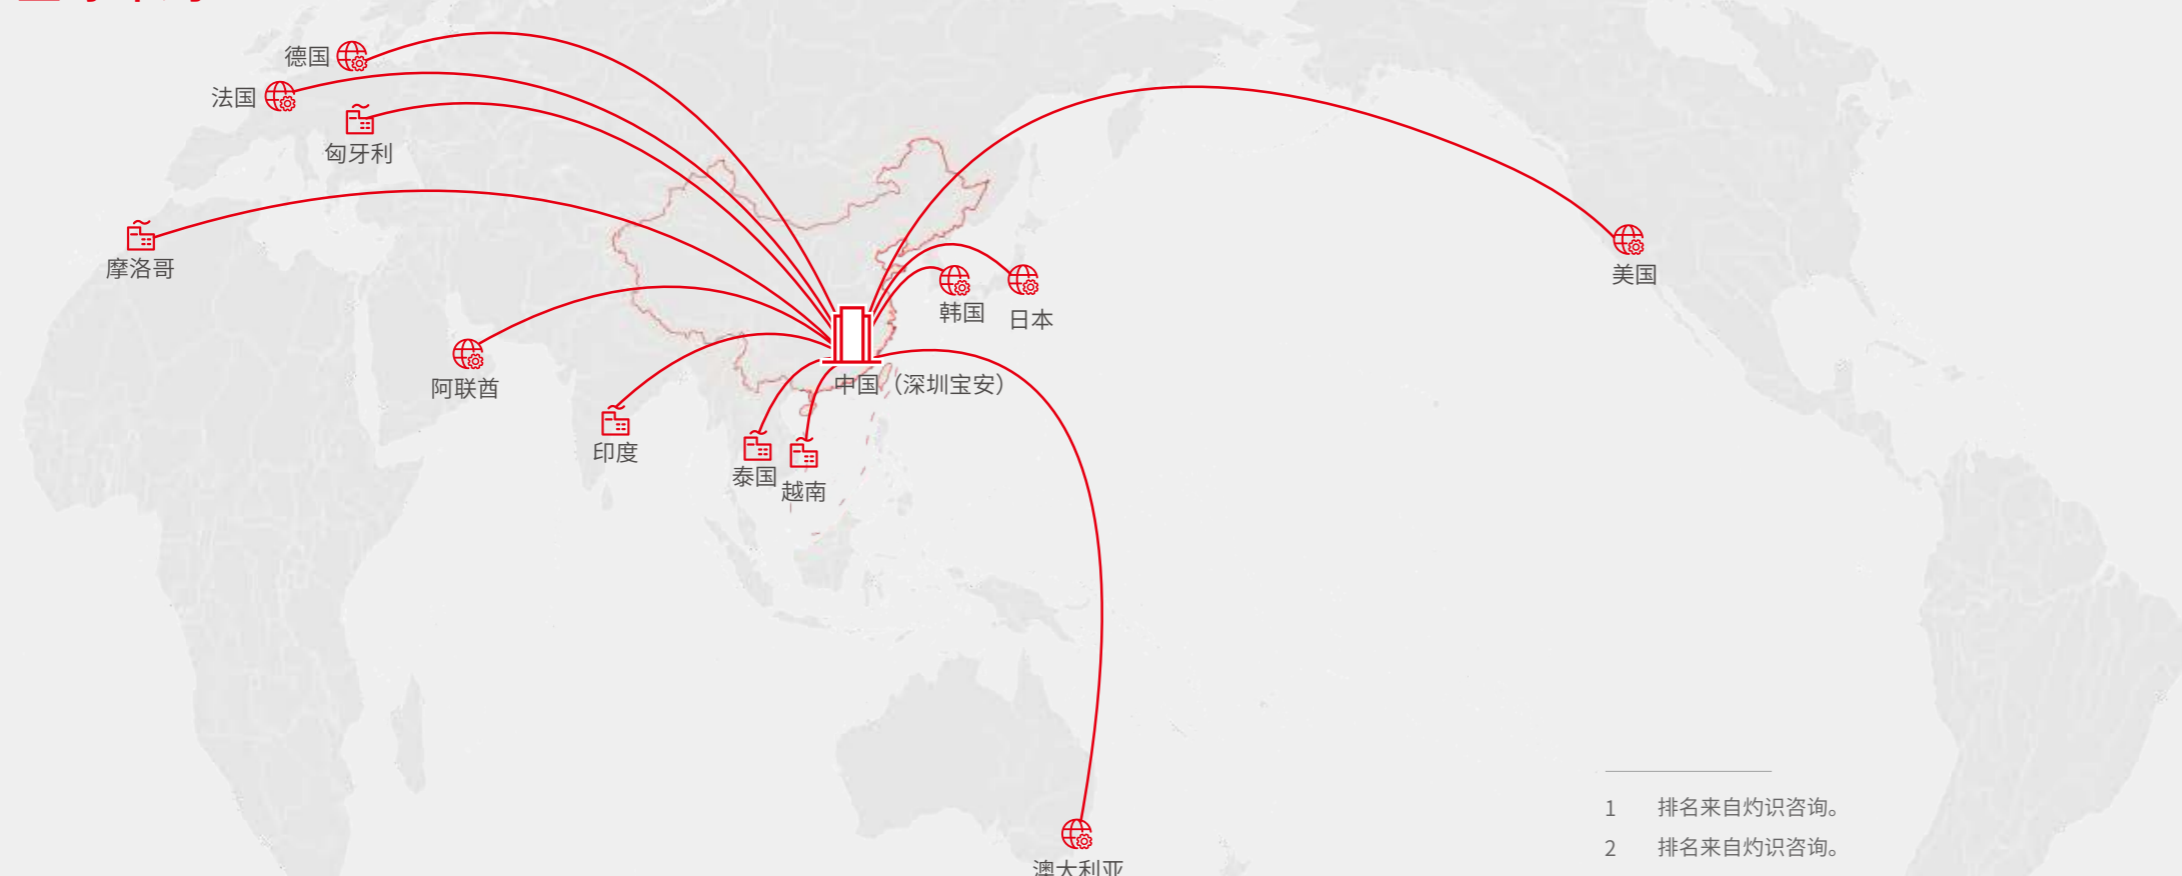 德国
法国
匈牙利
摩洛哥
美国
韩国
日本
阿联酋
中国（深圳宝安）
印度
泰国
越南
1 排名来自灼识咨询。
2 排名来自灼识咨询。
澳大利亚